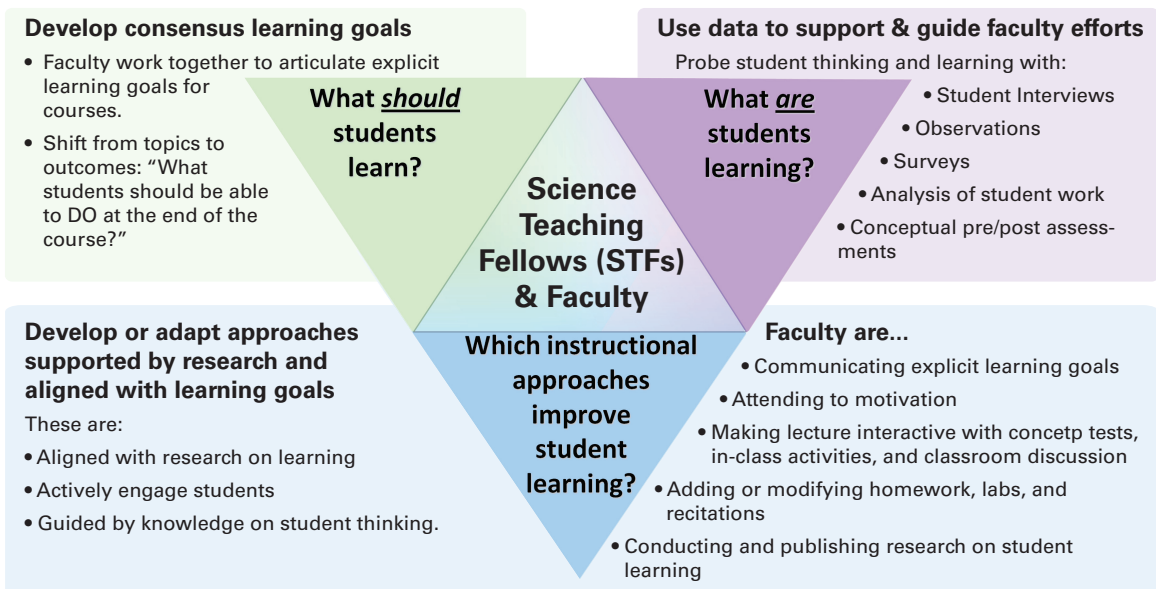 Develop consensus learning goals
• Faculty work together to articulate explicit
learning goals for
courses.
• Shift from topics to
outcomes: “What
students should be able
to DO at the end of the
course?”
What should
students
learn?
Use data to support & guide faculty efforts
Probe student thinking and learning with:
• Student Interviews
• Observations
• Surveys
• Analysis of student work
• Conceptual pre/post assess-
ments
What are
students
learning?
Science
Teaching
Fellows (STFs)
& Faculty
Develop or adapt approaches
supported by research and
aligned with learning goals
These are:
• Aligned with research on learning
• Actively engage students
• Guided by knowledge on student thinking.
Which instructional
approaches
improve
student
learning?
Faculty are...
• Communicating explicit learning goals
• Attending to motivation
• Making lecture interactive with concetp tests,
in-class activities, and classroom discussion
• Adding or modifying homework, labs, and
recitations
• Conducting and publishing research on student
learning